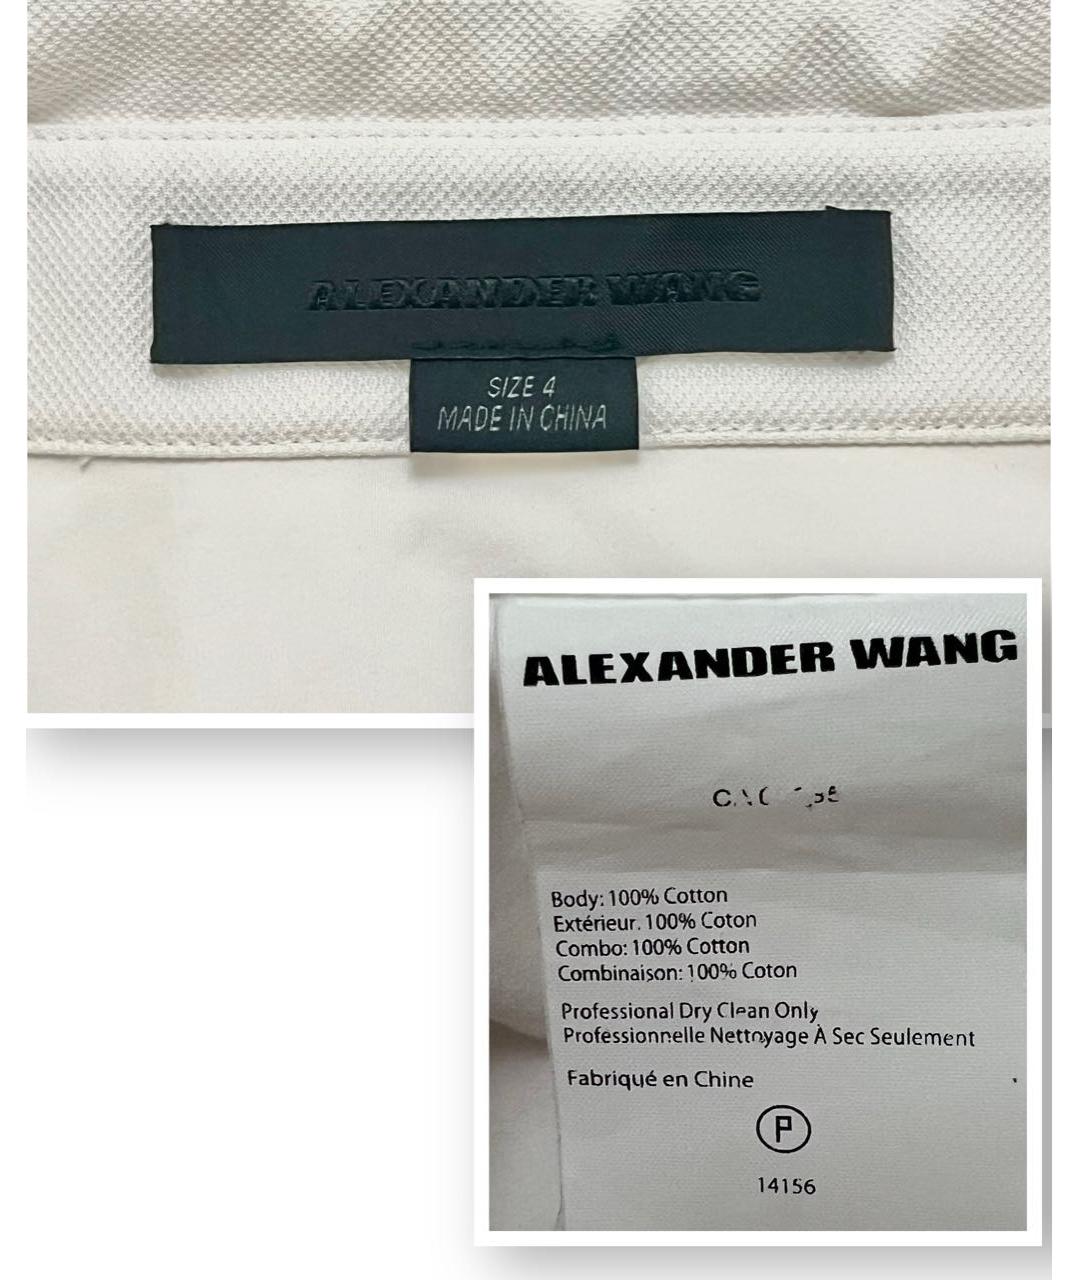 ALEXANDER WANG
SIZE 4
MADE IN CHINA
ALEXANDER WANG
Body: 100% Cotton
Extérieur. 100% Coton
Combo: 100% Cotton
Combinaison: 100% Coton
Professional Dry Clean Only
Professionnelle Nettoyage À Sec Seulement
Fabriqué en Chine
P
14156